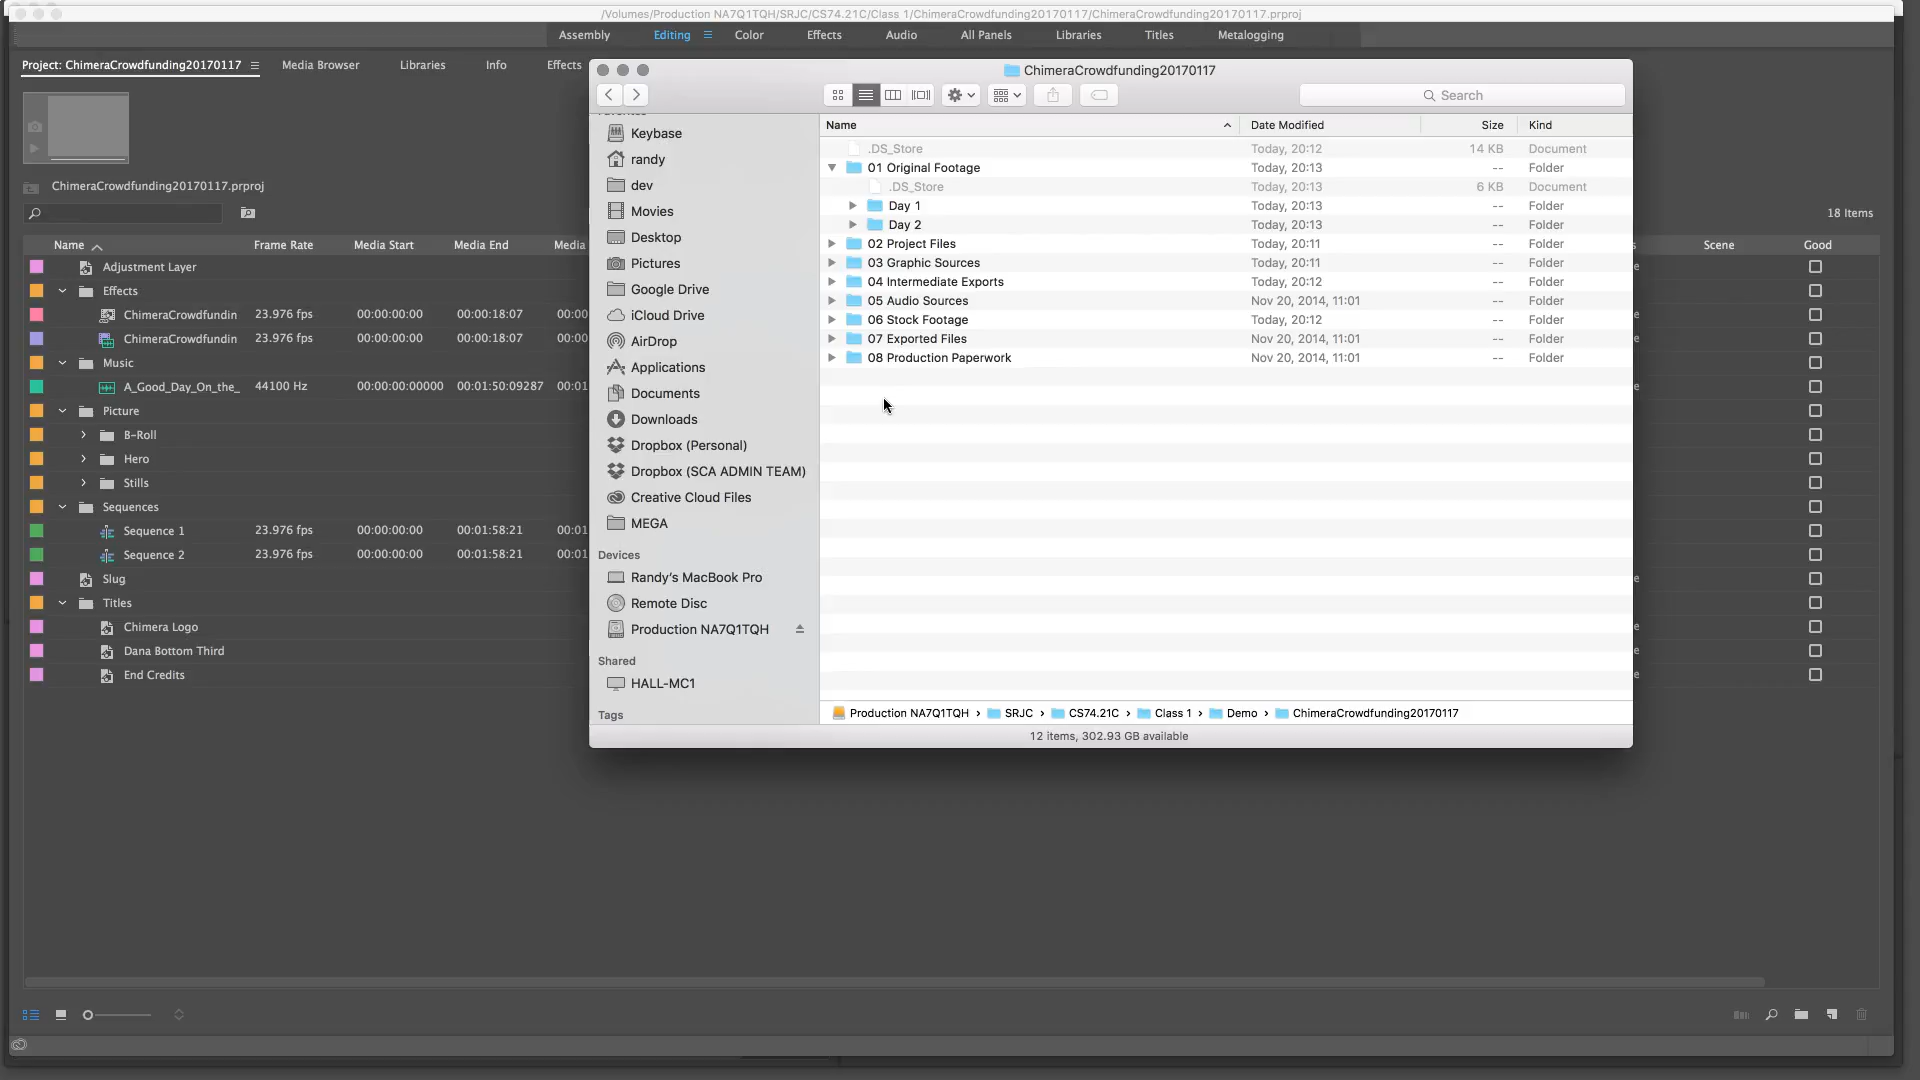 /Volumes/Production NA7Q1TQH/SRJC/CS74.21C/Class 1/ChimeraCrowdfunding20170117/ChimeraCrowdfunding20170117.prproj
Assembly Editing Color Effects Audio All Panels Libraries Titles Metalogging
Project: ChimeraCrowdfunding20170117 Media Browser Libraries Info Effects
ChimeraCrowdfunding20170117.prproj
18 Items
Name Frame Rate Media Start Media End Media
Scene Good
Adjustment Layer
Effects
ChimeraCrowdfundin 23.976 fps 00:00:00:00 00:00:18:07 00:00
ChimeraCrowdfundin 23.976 fps 00:00:00:00 00:00:18:07 00:00
Music
A_Good_Day_On_the_ 44100 Hz 00:00:00:00000 00:01:50:09287 00:01
Picture
B-Roll
Hero
Stills
Sequences
Sequence 1 23.976 fps 00:00:00:00 00:01:58:21 00:01
Sequence 2 23.976 fps 00:00:00:00 00:01:58:21 00:01
Slug
Titles
Chimera Logo
Dana Bottom Third
End Credits
ChimeraCrowdfunding20170117
Search
Keybase
randy
dev
Movies
Desktop
Pictures
Google Drive
iCloud Drive
AirDrop
Applications
Documents
Downloads
Dropbox (Personal)
Dropbox (SCA ADMIN TEAM)
Creative Cloud Files
MEGA
Devices
Randy's MacBook Pro
Remote Disc
Production NA7Q1TQH
Shared
HALL-MC1
Tags
Name Date Modified Size Kind
.DS_Store Today, 20:12 14 KB Document
01 Original Footage Today, 20:13 -- Folder
.DS_Store Today, 20:13 6 KB Document
Day 1 Today, 20:13 -- Folder
Day 2 Today, 20:13 -- Folder
02 Project Files Today, 20:11 -- Folder
03 Graphic Sources Today, 20:11 -- Folder
04 Intermediate Exports Today, 20:12 -- Folder
05 Audio Sources Nov 20, 2014, 11:01 -- Folder
06 Stock Footage Today, 20:12 -- Folder
07 Exported Files Nov 20, 2014, 11:01 -- Folder
08 Production Paperwork Nov 20, 2014, 11:01 -- Folder
Production NA7Q1TQH › SRJC › CS74.21C › Class 1 › Demo › ChimeraCrowdfunding20170117
12 items, 302.93 GB available